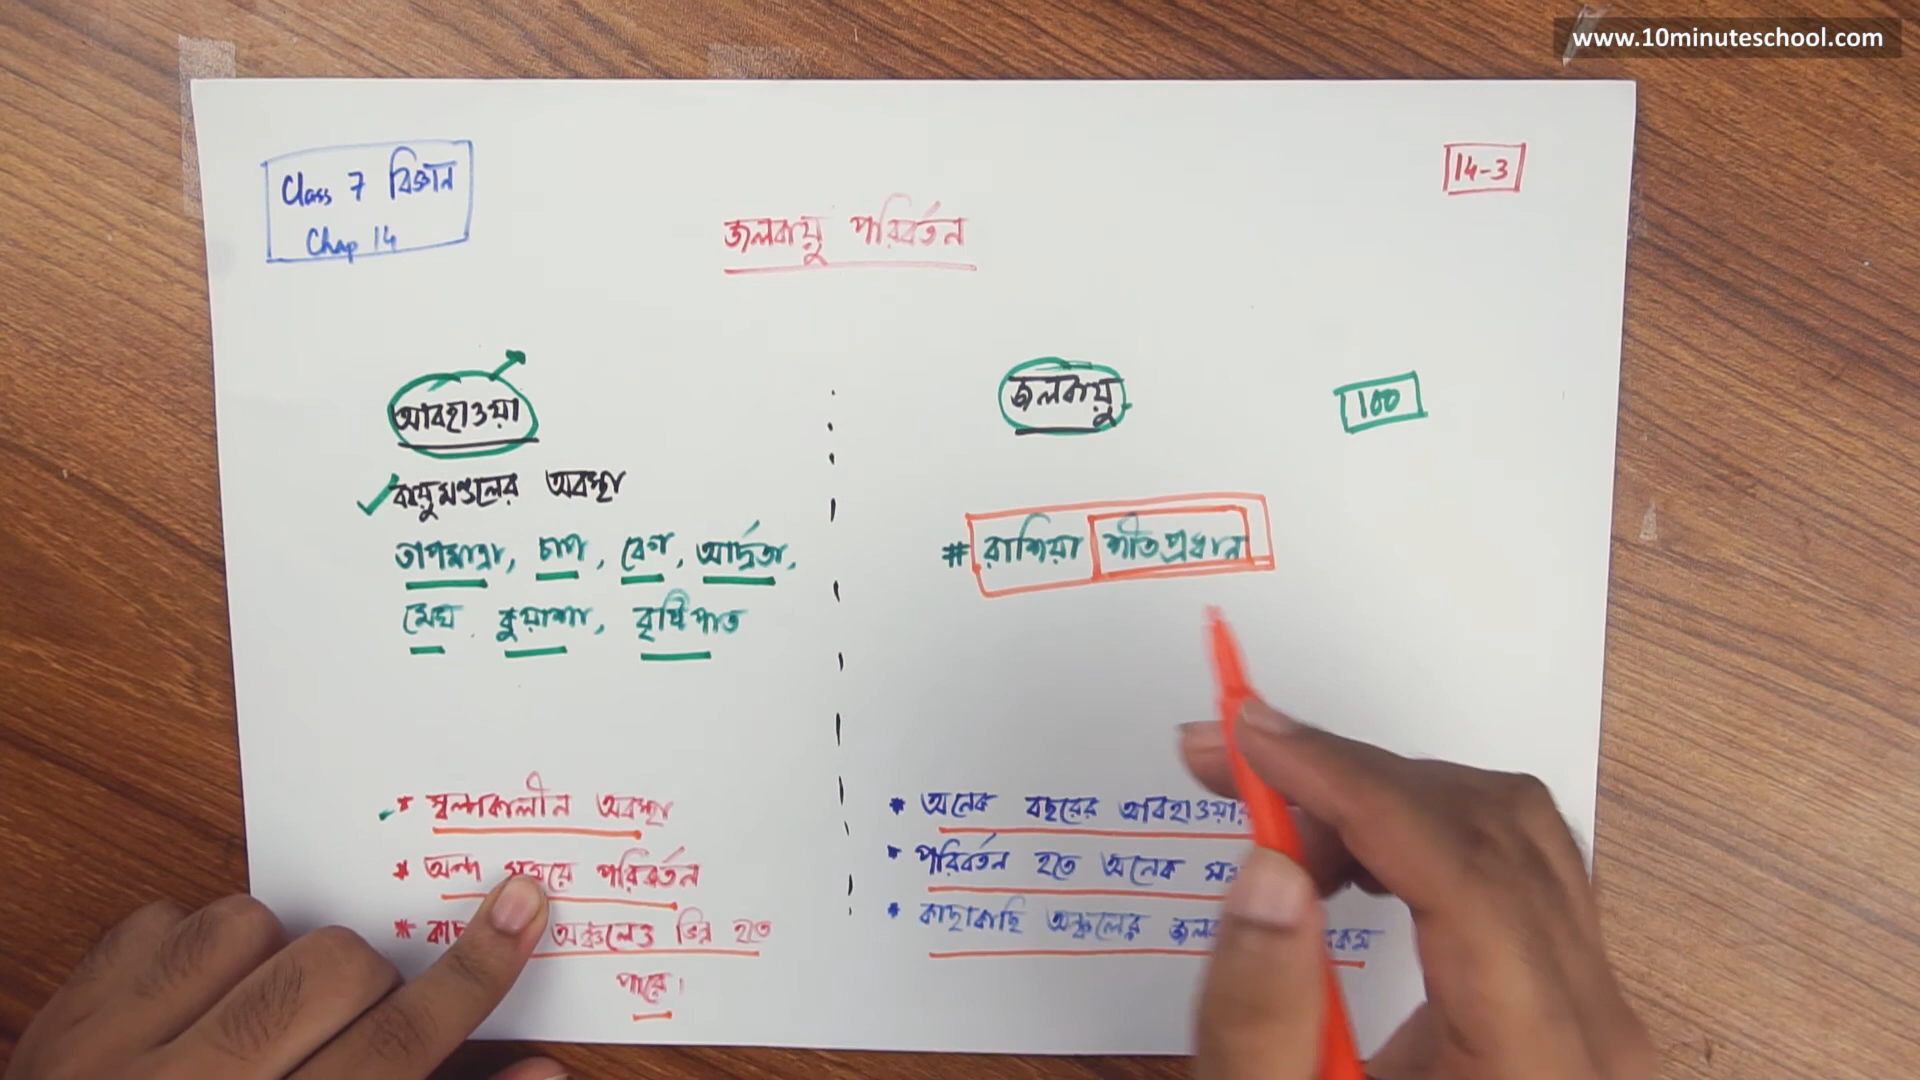 www.10minuteschool.com
Class 7 বিজ্ঞান
Chap 14
14-3
জলবায়ু পরিবর্তন
আবহাওয়া
জলবায়ু
100
বায়ুমণ্ডলের অবস্থা
তাপমাত্রা, চাপ, বেগ, আর্দ্রতা,
মেঘ, কুয়াশা, বৃষ্টিপাত
# রাশিয়া শীতপ্রধান
* স্বল্পকালীন অবস্থা
* অল্প সময়ে পরিবর্তন
* অঞ্চলেও ভিন্ন হতে
পারে।
* অনেক বছরের আবহাওয়ার
* পরিবর্তন হতে অনেক
* কাছাকাছি অঞ্চলের